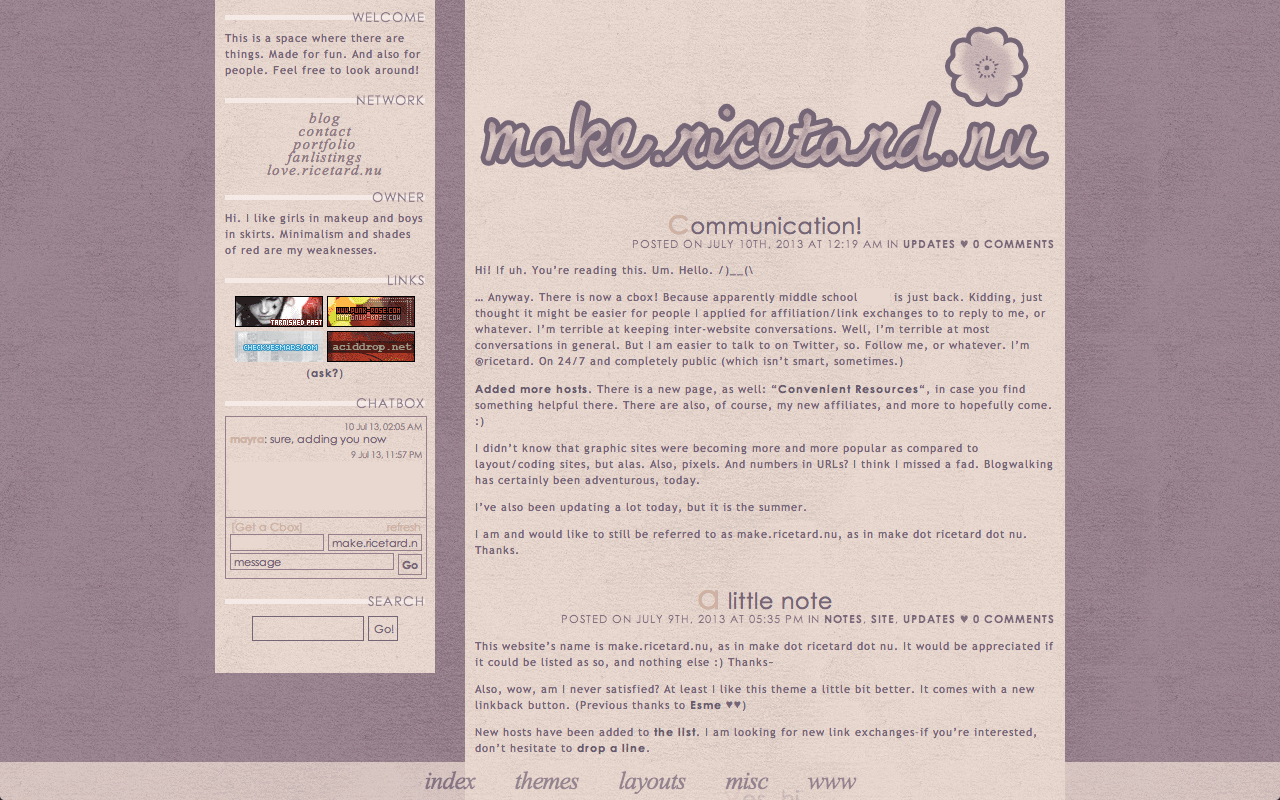 WELCOME
This is a space where there are
things. Made for fun. And also for
people. Feel free to look around!
NETWORK
blog
contact
portfolio
fanlistings
love.ricetard.nu
OWNER
Hi. I like girls in makeup and boys
in skirts. Minimalism and shades
of red are my weaknesses.
LINKS
TARNISHED PAST
CHECKYESMARS.COM
aciddrop.net
(ask?)
CHATBOX
10 Jul 13, 02:05 AM
mayra: sure, adding you now
9 Jul 13, 11:57 PM
[Get a Cbox] refresh
make.ricetard.n
message Go
SEARCH
Go!
make.ricetard.nu
Communication!
POSTED ON JULY 10TH, 2013 AT 12:19 AM IN UPDATES ♥ 0 COMMENTS
Hi! If uh. You're reading this. Um. Hello. /)__(\
… Anyway. There is now a cbox! Because apparently middle school is just back. Kidding, just
thought it might be easier for people I applied for affiliation/link exchanges to to reply to me, or
whatever. I'm terrible at keeping inter-website conversations. Well, I'm terrible at most
conversations in general. But I am easier to talk to on Twitter, so. Follow me, or whatever. I'm
@ricetard. On 24/7 and completely public (which isn't smart, sometimes.)
Added more hosts. There is a new page, as well: "Convenient Resources", in case you find
something helpful there. There are also, of course, my new affiliates, and more to hopefully come.
:)
I didn't know that graphic sites were becoming more and more popular as compared to
layout/coding sites, but alas. Also, pixels. And numbers in URLs? I think I missed a fad. Blogwalking
has certainly been adventurous, today.
I've also been updating a lot today, but it is the summer.
I am and would like to still be referred to as make.ricetard.nu, as in make dot ricetard dot nu.
Thanks.
a little note
POSTED ON JULY 9TH, 2013 AT 05:35 PM IN NOTES, SITE, UPDATES ♥ 0 COMMENTS
This website's name is make.ricetard.nu, as in make dot ricetard dot nu. It would be appreciated if
it could be listed as so, and nothing else :) Thanks~
Also, wow, am I never satisfied? At least I like this theme a little bit better. It comes with a new
linkback button. (Previous thanks to Esme ♥♥)
New hosts have been added to the list. I am looking for new link exchanges-if you're interested,
don't hesitate to drop a line.
index themes layouts misc www